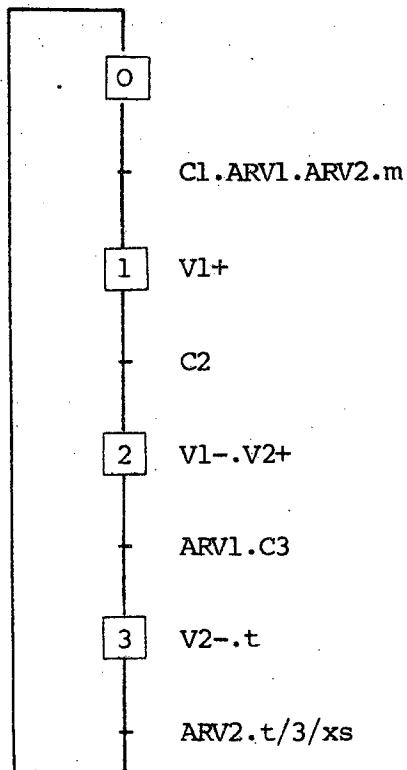 0
C1.ARV1.ARV2.m
1 V1+
C2
2 V1-.V2+
ARV1.C3
3 V2-.t
ARV2.t/3/xs